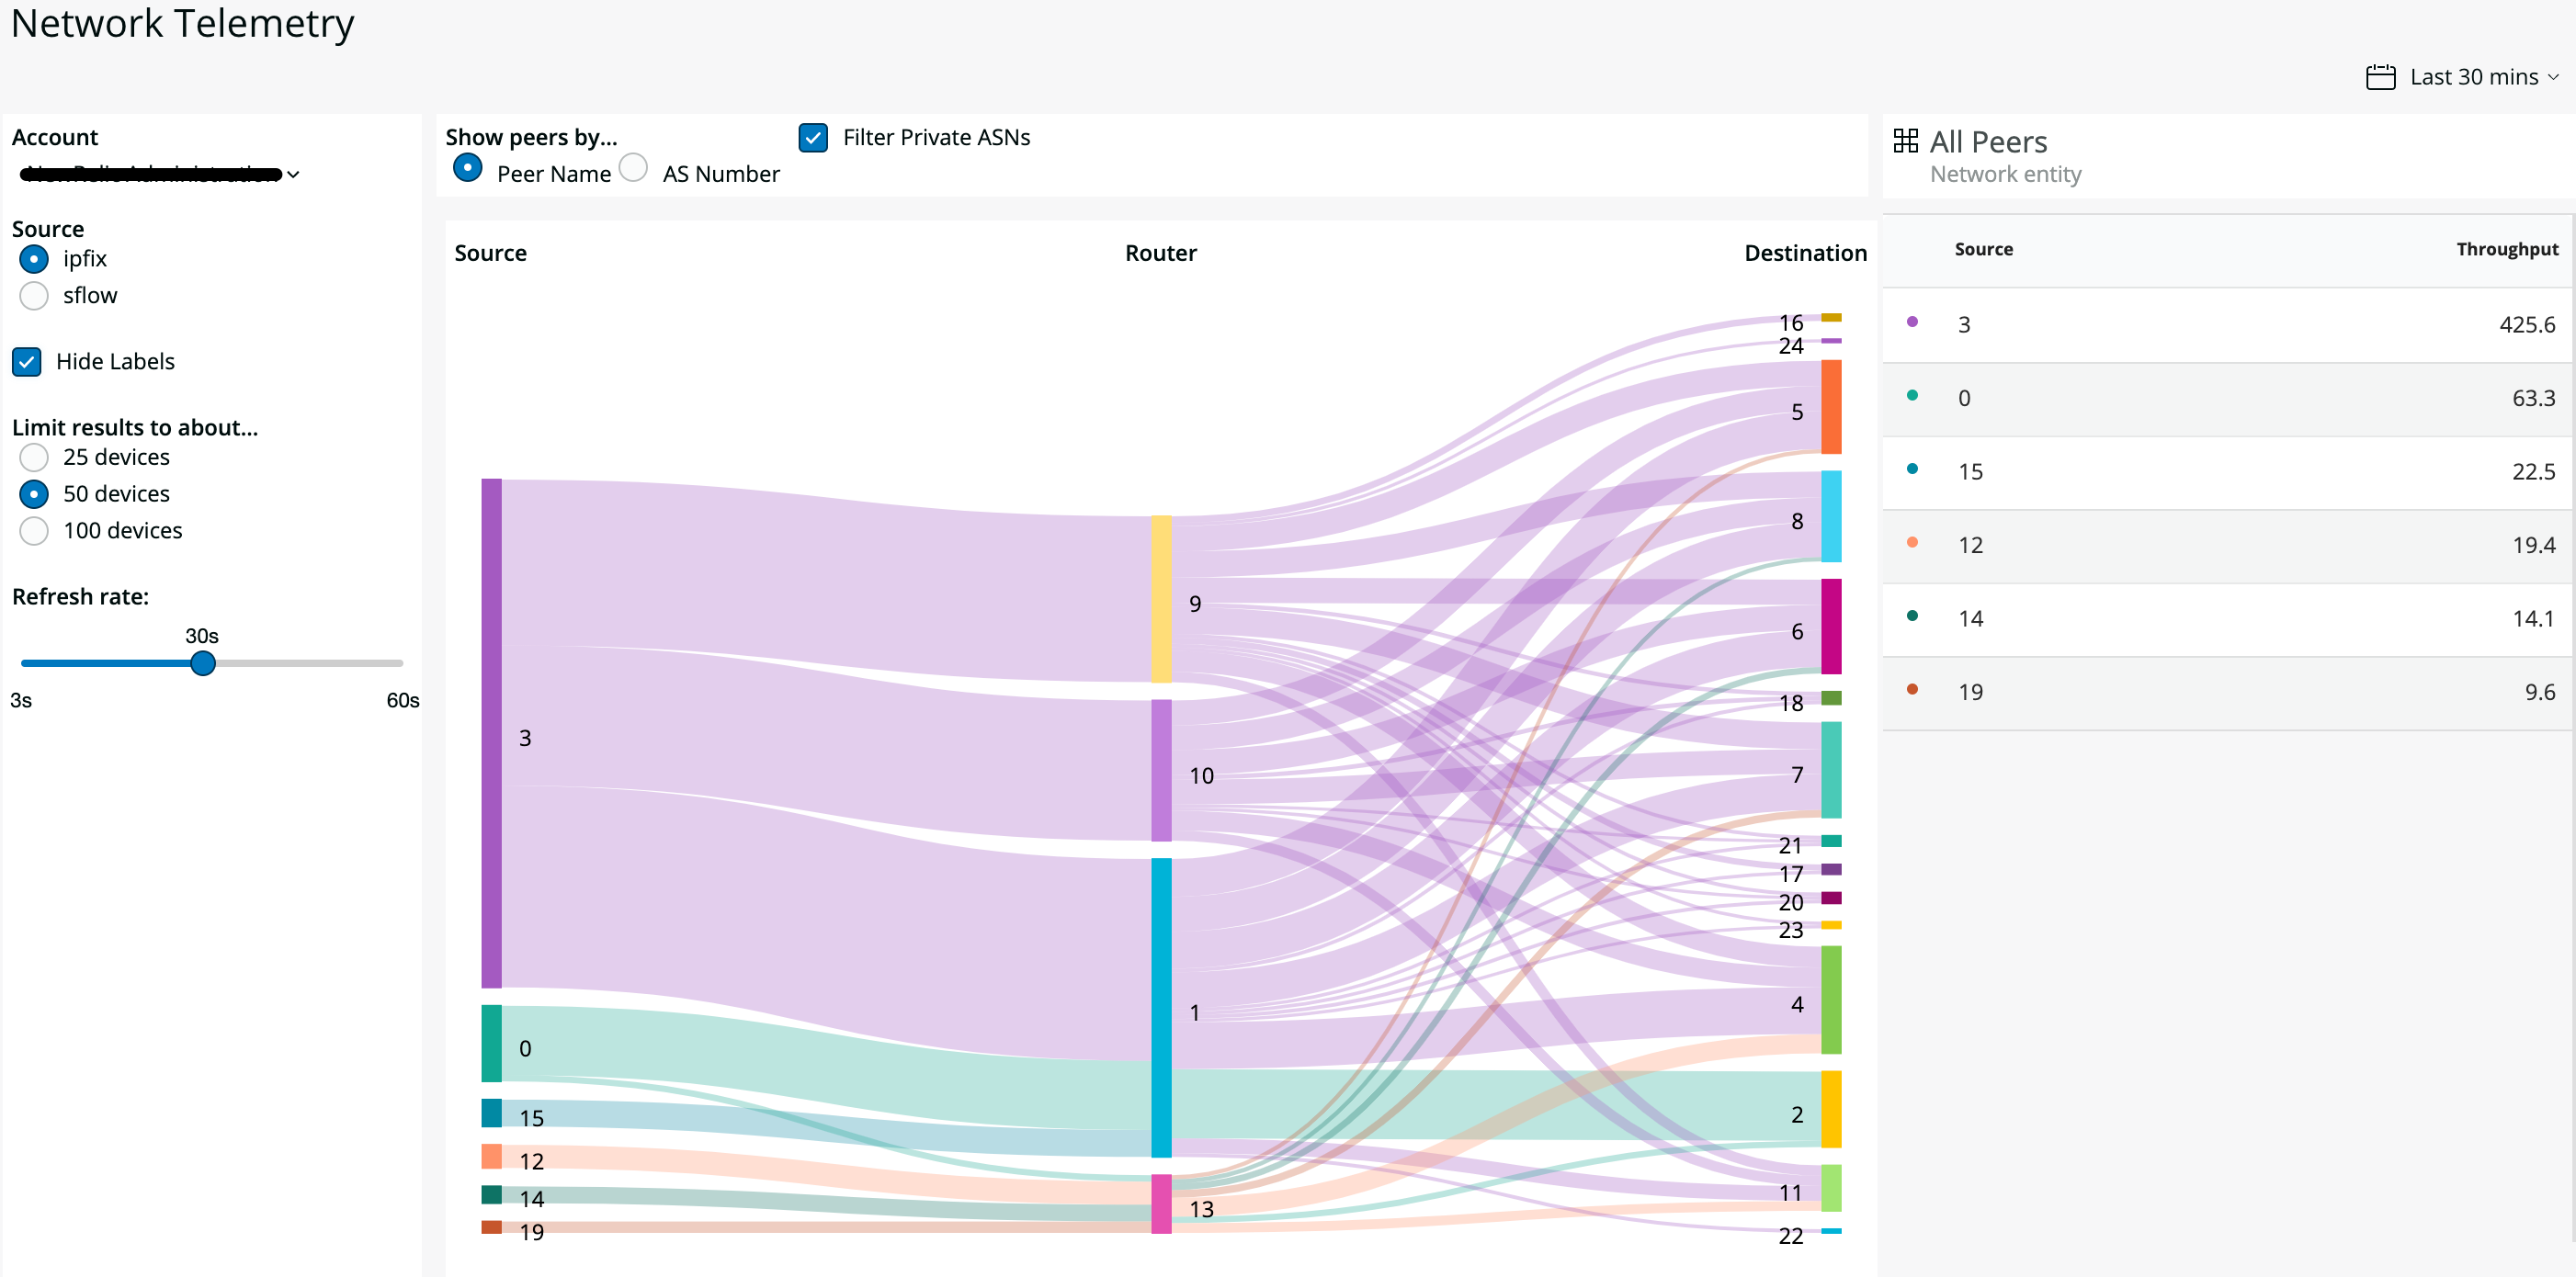 Network Telemetry
Last 30 mins
Account
Source
ipfix
sflow
Hide Labels
Limit results to about...
25 devices
50 devices
100 devices
Refresh rate:
30s
3s
60s
Show peers by...
Peer Name
AS Number
Filter Private ASNs
Source
Router
Destination
3
0
15
12
14
19
9
10
1
13
16
24
5
8
6
18
7
21
17
20
23
4
2
11
22
All Peers
Network entity
Source Throughput
3 425.6
0 63.3
15 22.5
12 19.4
14 14.1
19 9.6